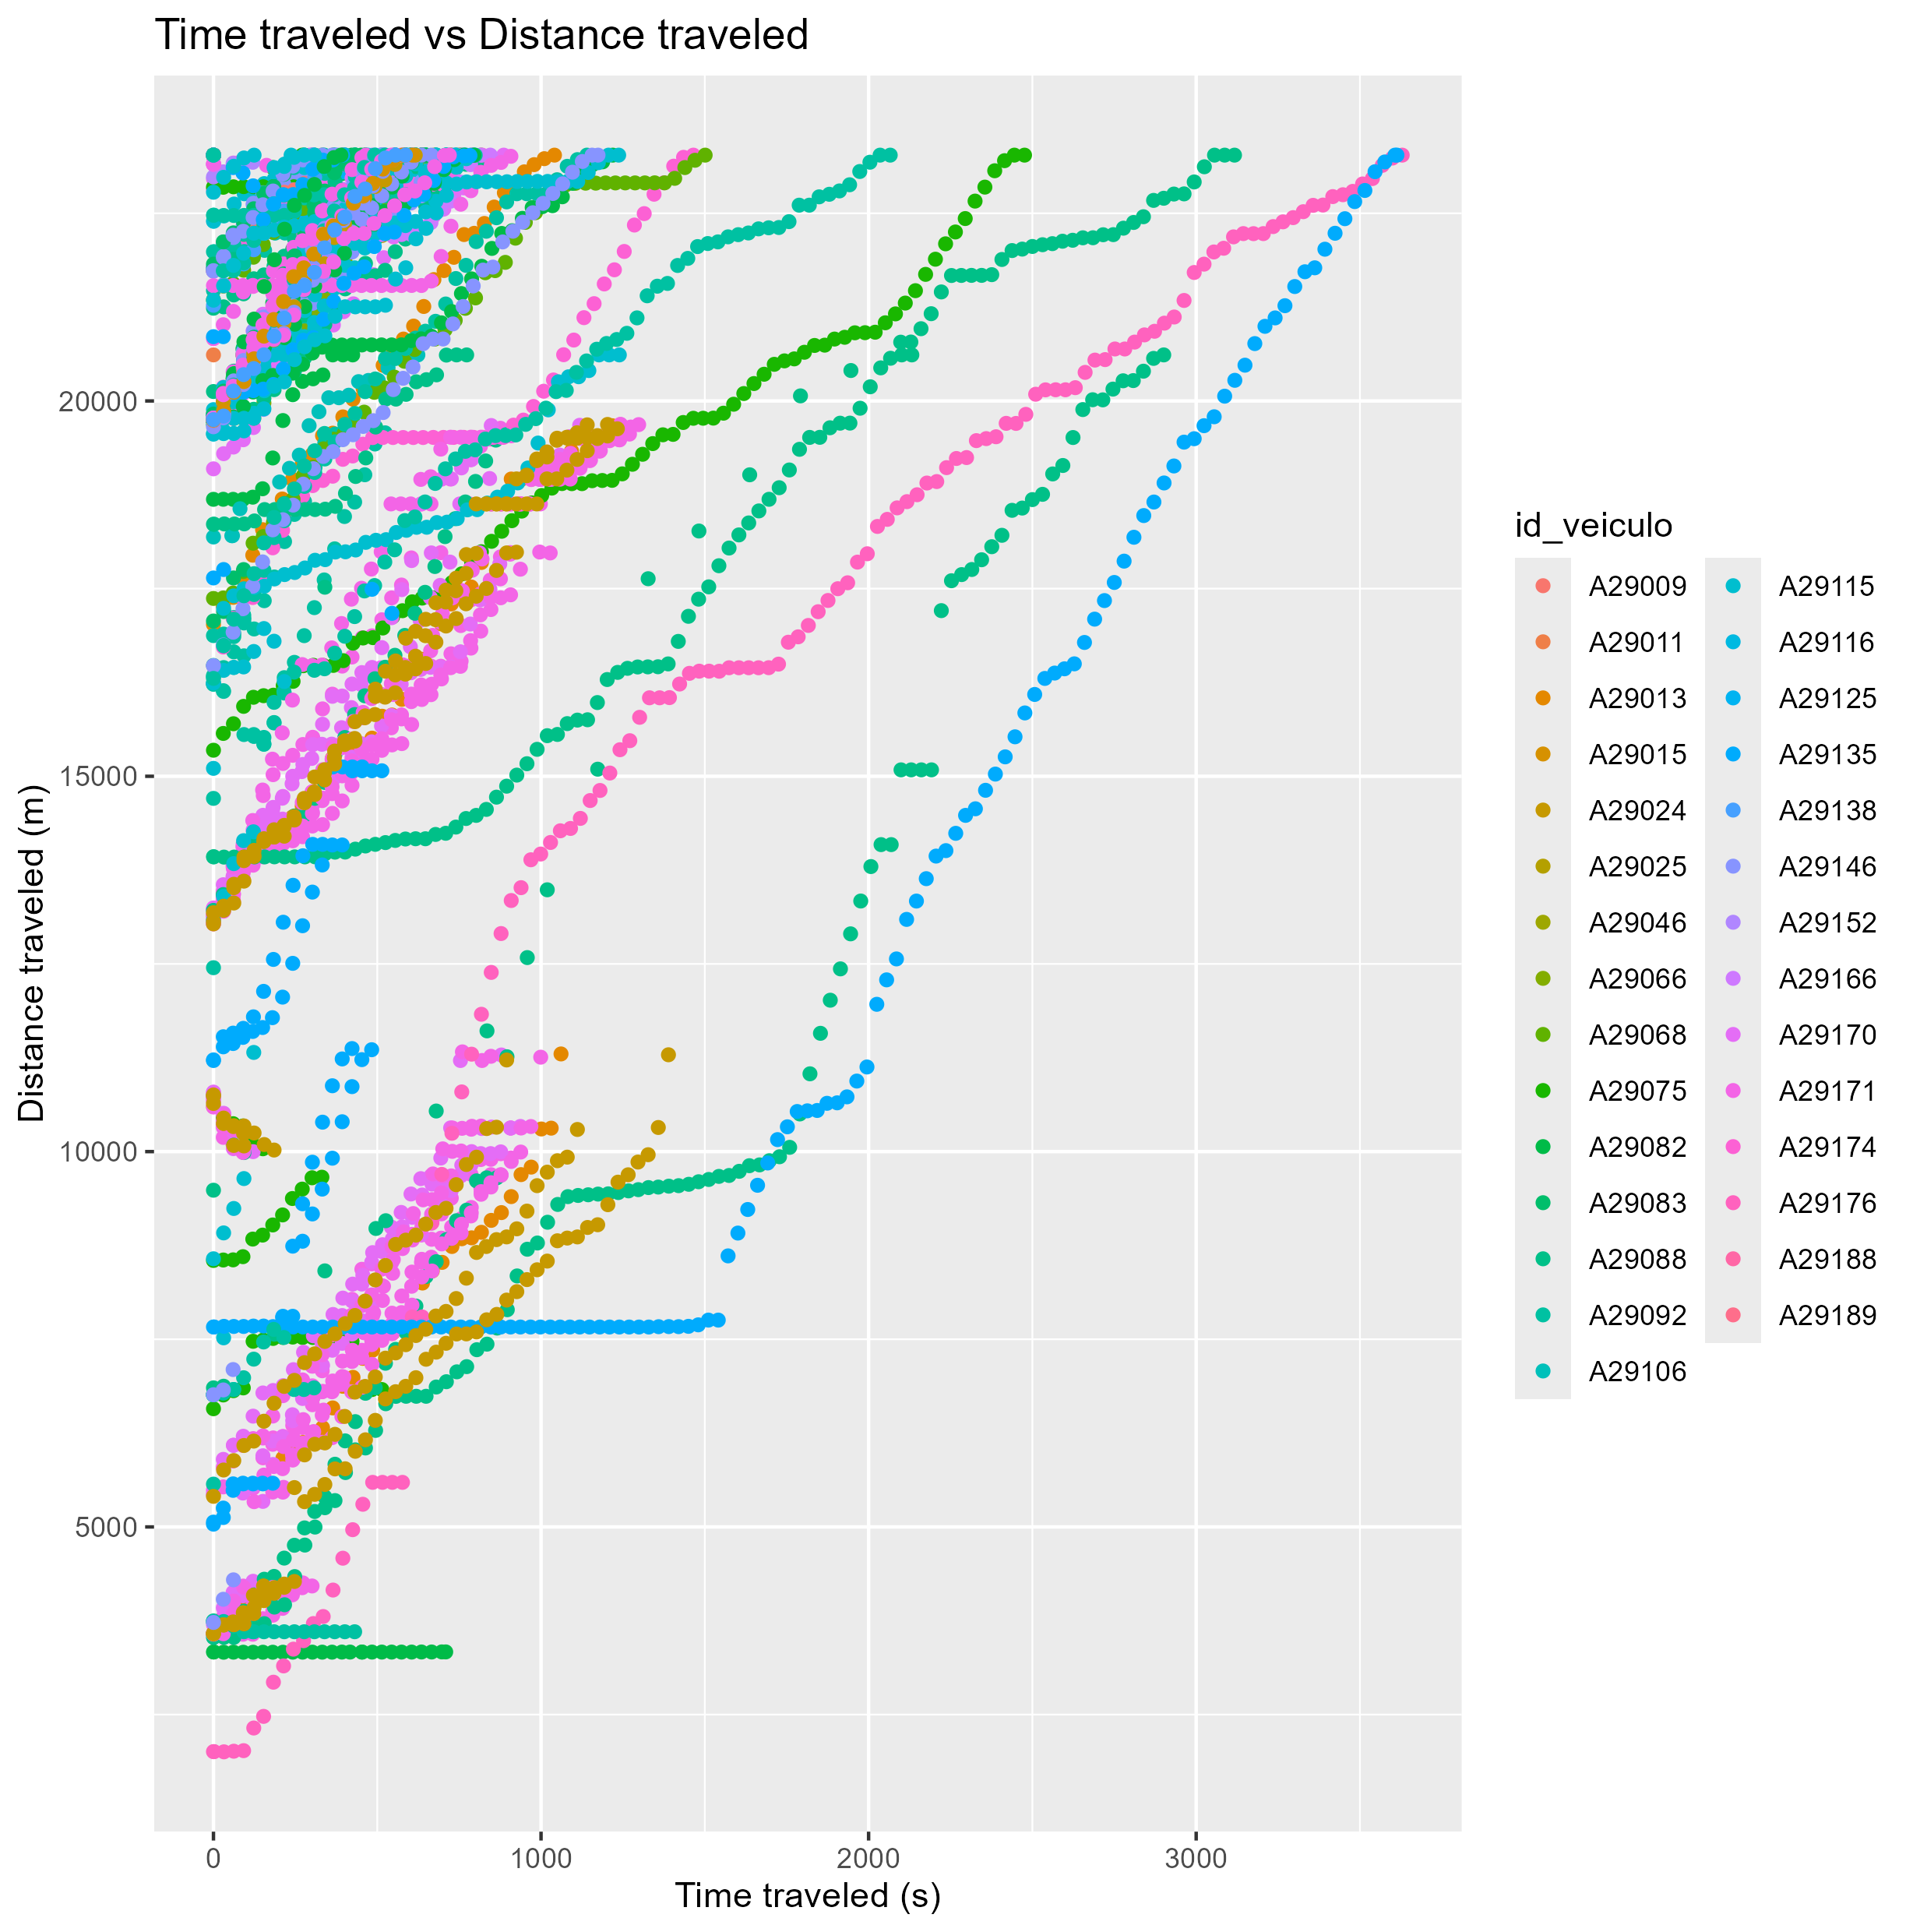 Time traveled vs Distance traveled
Distance traveled (m)
20000
15000
10000
5000
0
1000
2000
3000
Time traveled (s)
id_veiculo
A29009
A29011
A29013
A29015
A29024
A29025
A29046
A29066
A29068
A29075
A29082
A29083
A29088
A29092
A29106
A29115
A29116
A29125
A29135
A29138
A29146
A29152
A29166
A29170
A29171
A29174
A29176
A29188
A29189